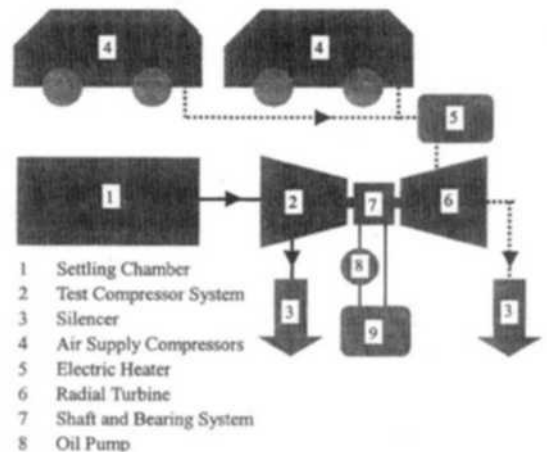 4 4
5
1 2 7 6
8
3 9 3
1 Settling Chamber
2 Test Compressor System
3 Silencer
4 Air Supply Compressors
5 Electric Heater
6 Radial Turbine
7 Shaft and Bearing System
8 Oil Pump